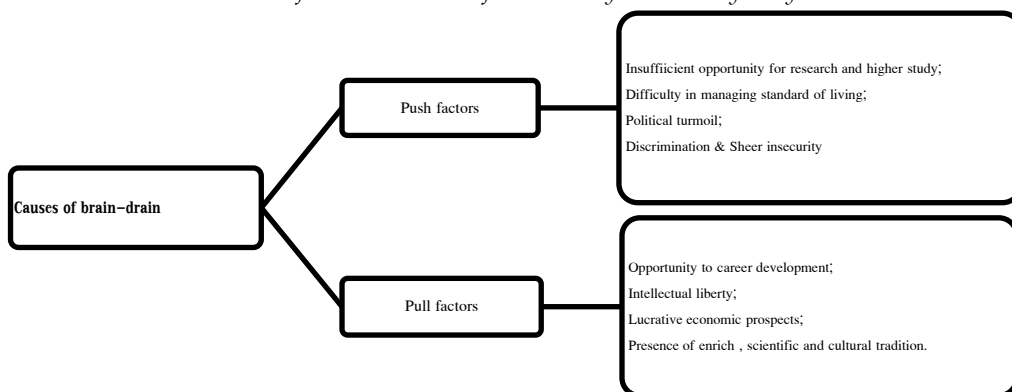 Insuffiicient opportunity for research and higher study;
Difficulty in managing standard of living;
Political turmoil;
Discrimination & Sheer insecurity
Push factors
Causes of brain-drain
Pull factors
Opportunity to career development;
Intellectual liberty;
Lucrative economic prospects;
Presence of enrich , scientific and cultural tradition.